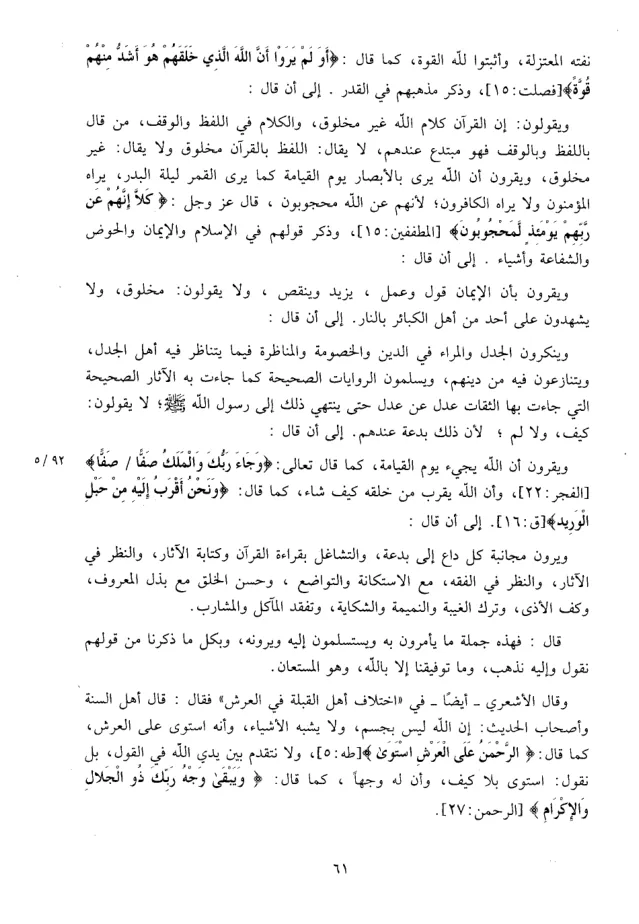 نفته المعتزلة، وأثبتوا لله القوة، كما قال : ﴿أَوَ لَمْ يَرَوْا أَنَّ اللَّهَ الَّذِي خَلَقَهُمْ هُوَ أَشَدُّ مِنْهُمْ
قُوَّةً﴾[فصلت:١٥]، وذكر مذهبهم في القدر . إلى أن قال :
ويقولون: إن القرآن كلام الله غير مخلوق، والكلام في اللفظ والوقف، من قال
باللفظ وبالوقف فهو مبتدع عندهم، لا يقال: اللفظ بالقرآن مخلوق ولا يقال: غير
مخلوق، ويقرون أن الله يرى بالأبصار يوم القيامة كما يرى القمر ليلة البدر، يراه
المؤمنون ولا يراه الكافرون؛ لأنهم عن الله محجوبون ، قال عز وجل :﴿ كَلاَّ إِنَّهُمْ عَن
رَّبِّهِمْ يَوْمَئِذٍ لَّمَحْجُوبُونَ﴾ [المطففين:١٥]، وذكر قولهم في الإسلام والإيمان والحوض
والشفاعة وأشياء . إلى أن قال :
ويقرون بأن الإيمان قول وعمل ، يزيد وينقص ، ولا يقولون: مخلوق، ولا
يشهدون على أحد من أهل الكبائر بالنار. إلى أن قال :
وينكرون الجدل والمراء في الدين والخصومة والمناظرة فيما يتناظر فيه أهل الجدل،
ويتنازعون فيه من دينهم، ويسلمون الروايات الصحيحة كما جاءت به الآثار الصحيحة
التي جاءت بها الثقات عدل عن عدل حتى ينتهي ذلك إلى رسول الله ﷺ؛ لا يقولون:
كيف، ولا لم ؛ لأن ذلك بدعة عندهم. إلى أن قال :
ويقرون أن الله يجيء يوم القيامة، كما قال تعالى: ﴿وَجَاءَ رَبُّكَ وَالْمَلَكُ صَفًّا / صَفًّا﴾ ٥/٩٢
[الفجر:٢٢]، وأن الله يقرب من خلقه كيف شاء، كما قال: ﴿وَنَحْنُ أَقْرَبُ إِلَيْهِ مِنْ حَبْلِ
الْوَرِيدِ﴾[ق:١٦]. إلى أن قال :
ويرون مجانبة كل داع إلى بدعة، والتشاغل بقراءة القرآن وكتابة الآثار، والنظر في
الآثار، والنظر في الفقه، مع الاستكانة والتواضع ، وحسن الخلق مع بذل المعروف،
وكف الأذى، وترك الغيبة والنميمة والشكاية، وتفقد المآكل والمشارب.
قال : فهذه جملة ما يأمرون به ويستسلمون إليه ويرونه، وبكل ما ذكرنا من قولهم
نقول وإليه نذهب، وما توفيقنا إلا بالله، وهو المستعان.
وقال الأشعري ـ أيضًا ـ في «اختلاف أهل القبلة في العرش» فقال : قال أهل السنة
وأصحاب الحديث: إن الله ليس بجسم، ولا يشبه الأشياء، وأنه استوى على العرش،
كما قال:﴿ الرَّحْمَنُ عَلَى الْعَرْشِ اسْتَوَىٰ ﴾[طه:٥]، ولا نتقدم بين يدي الله في القول، بل
نقول: استوى بلا كيف، وأن له وجهاً ، كما قال: ﴿ وَيَبْقَىٰ وَجْهُ رَبِّكَ ذُو الْجَلالِ
وَالإِكْرَامِ ﴾ [الرحمن:٢٧].
٦١